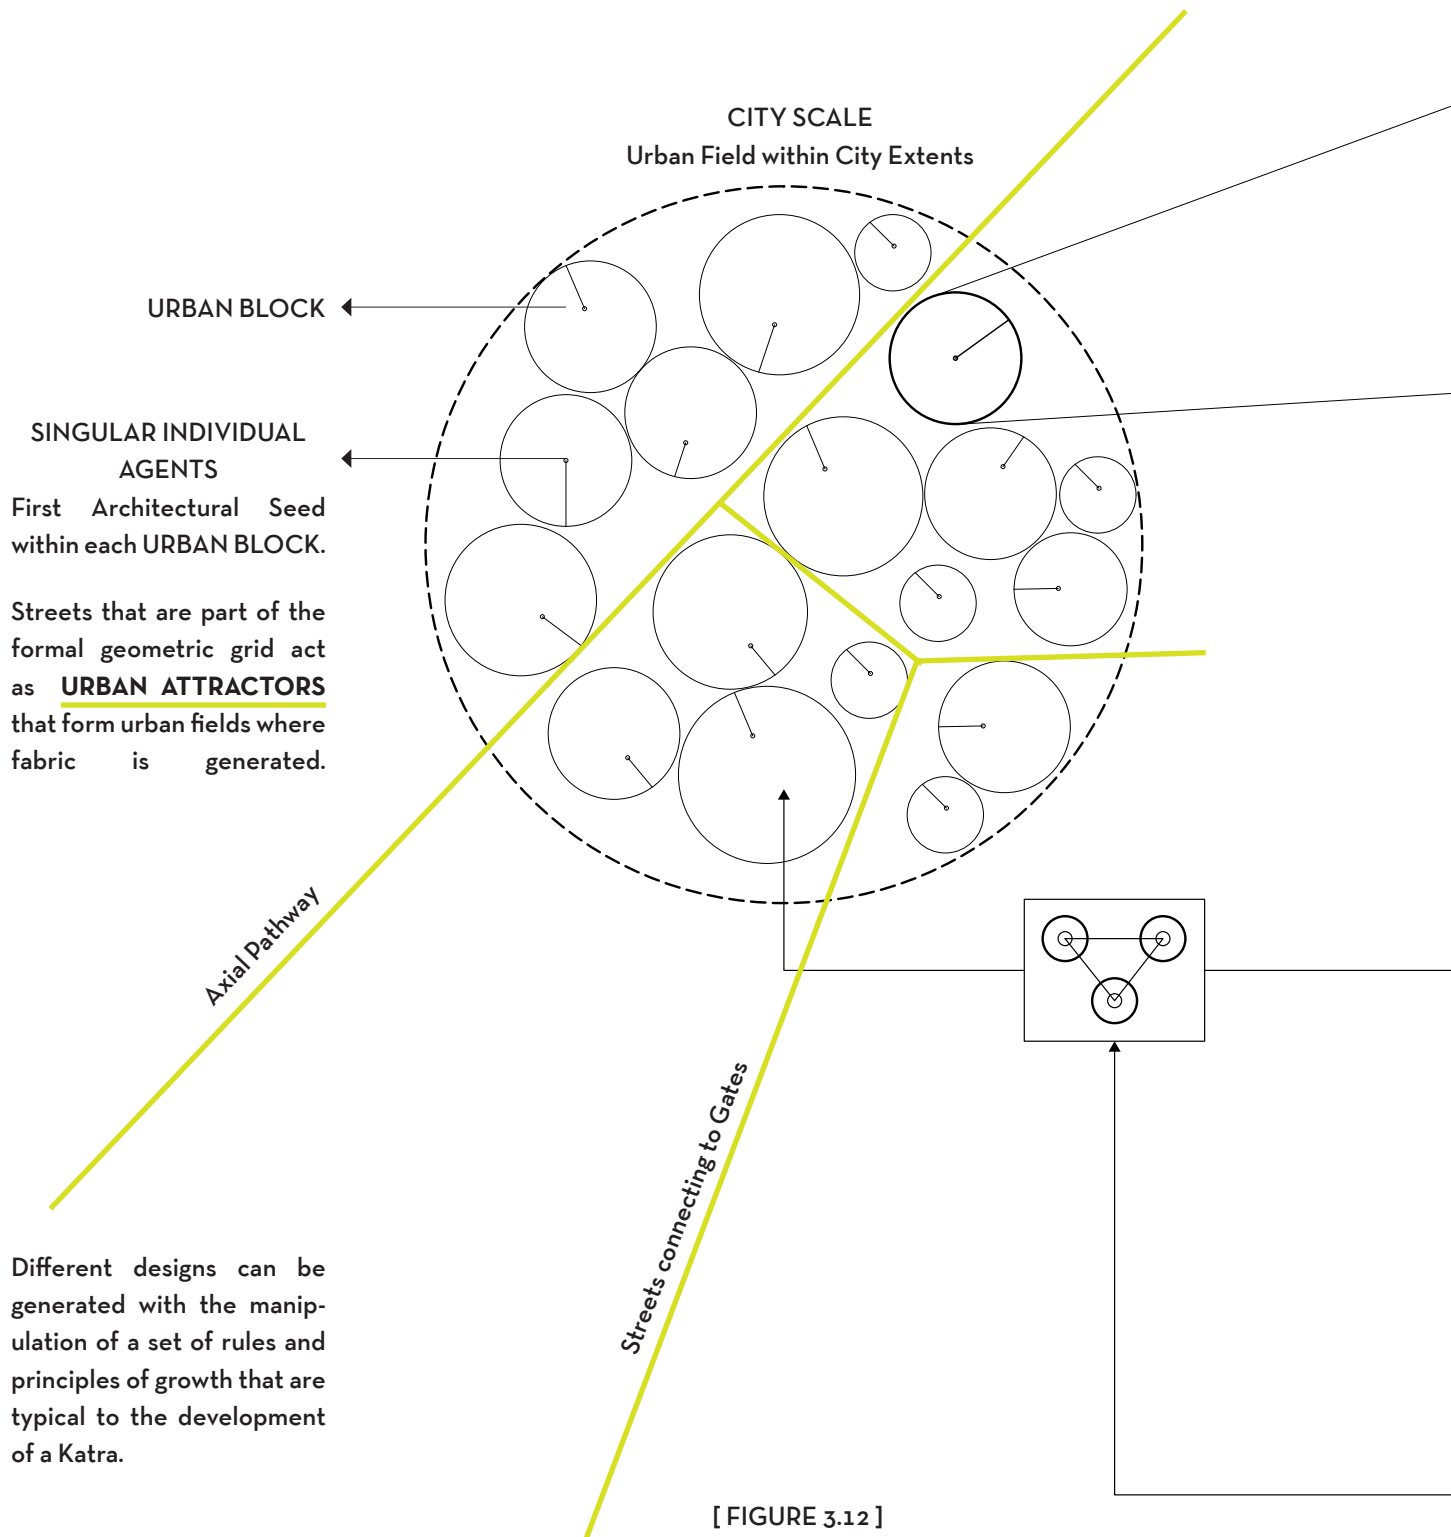 CITY SCALE
Urban Field within City Extents
URBAN BLOCK
SINGULAR INDIVIDUAL
AGENTS
First Architectural Seed
within each URBAN BLOCK.
Streets that are part of the
formal geometric grid act
as URBAN ATTRACTORS
that form urban fields where
fabric is generated.
Axial Pathway
Streets connecting to Gates
Different designs can be
generated with the manip-
ulation of a set of rules and
principles of growth that are
typical to the development
of a Katra.
[ FIGURE 3.12 ]